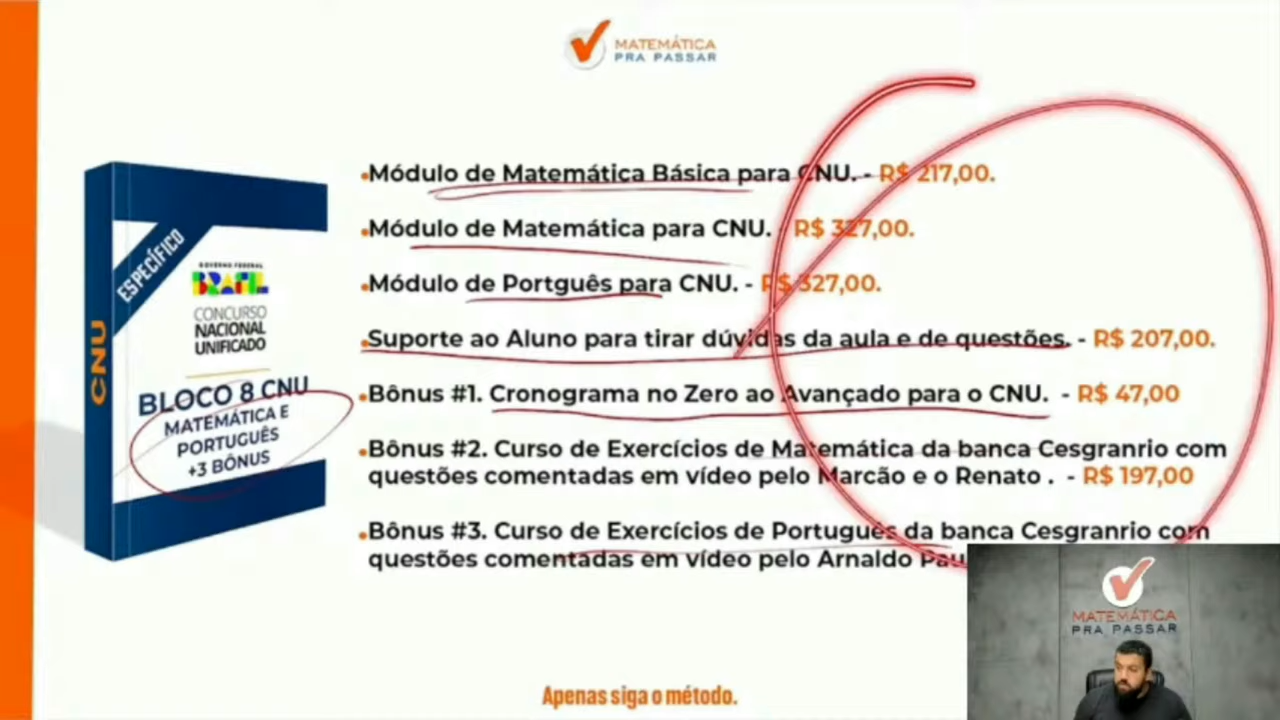 MATEMÁTICA
PRA PASSAR
•Módulo de Matemática Básica para CNU. - R$ 217,00.
•Módulo de Matemática para CNU. - R$ 327,00.
•Módulo de Portguês para CNU. - R$ 327,00.
•Suporte ao Aluno para tirar dúvidas da aula e de questões. - R$ 207,00.
•Bônus #1. Cronograma no Zero ao Avançado para o CNU. - R$ 47,00
•Bônus #2. Curso de Exercícios de Matemática da banca Cesgranrio com
questões comentadas em vídeo pelo Marcão e o Renato . - R$ 197,00
•Bônus #3. Curso de Exercícios de Português da banca Cesgranrio com
questões comentadas em vídeo pelo Arnaldo
ESPECÍFICO
CNU
GOVERNO FEDERAL
BRASIL
CONCURSO
NACIONAL
UNIFICADO
BLOCO 8 CNU
MATEMÁTICA E
PORTUGUÊS
+3 BÔNUS
MATEMÁTICA
PRA PASSAR
Apenas siga o método.